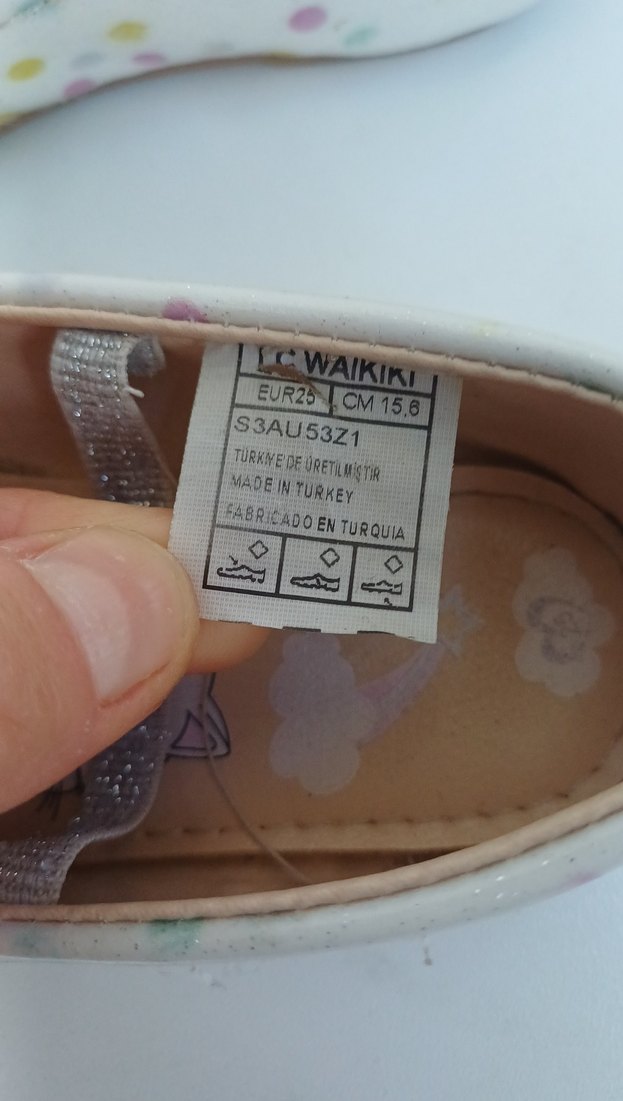 LC WAIKIKI
EUR25 CM 15,6
S3AU53Z1
TÜRKİYE'DE ÜRETİLMİŞTİR
MADE IN TURKEY
FABRICADO EN TURQUIA